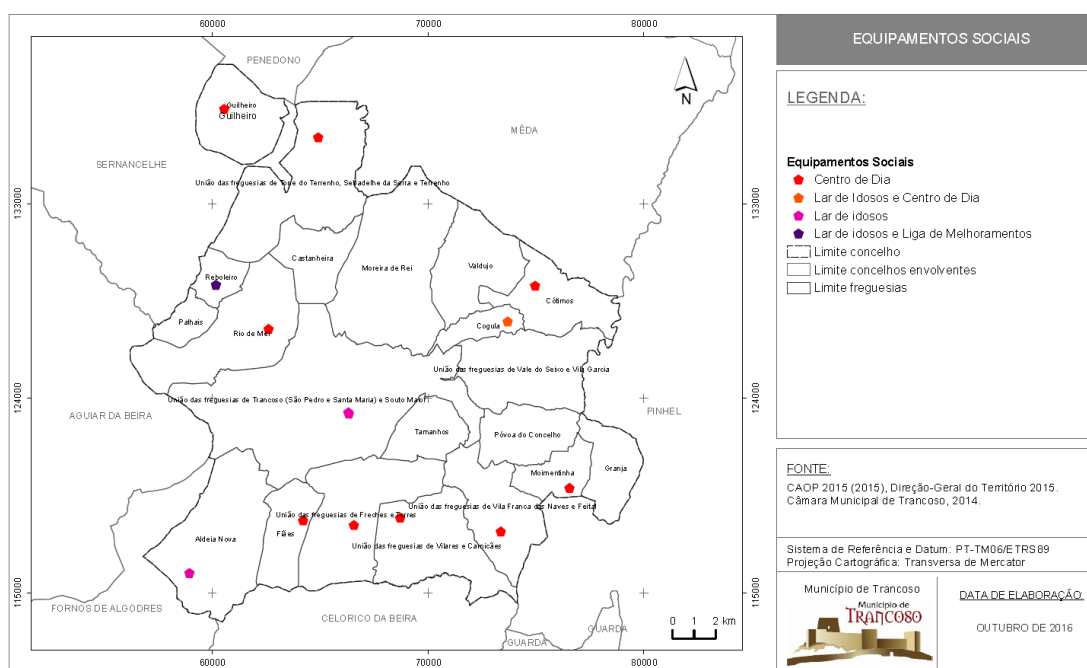 60000
70000
80000
EQUIPAMENTOS SOCIAIS
PENEDONO
N
LEGENDA:
Guilheiro
Guilheiro
MÊDA
SERNANCELHE
Equipamentos Sociais
Centro de Dia
Lar de Idosos e Centro de Dia
Lar de idosos
Lar de idosos e Liga de Melhoramentos
Limite concelho
Limite concelhos envolventes
Limite freguesias
União das freguesias de Torre do Terrenho, Sebadelhe da Serra e Terrenho
133000
133000
Castanheira
Moreira de Rei
Valdujo
Reboleiro
Cótimos
Palhais
Rio de Mel
Cogula
União das freguesias de Vale do Seixo e Vila Garcia
124000
124000
União das freguesias de Trancoso (São Pedro e Santa Maria) e Souto Maior
AGUIAR DA BEIRA
PINHEL
Tamanhos
Póvoa do Concelho
Moimentinha
Granja
FONTE:
CAOP 2015 (2015), Direção-Geral do Território 2015.
Câmara Municipal de Trancoso, 2014.
União das freguesias de Vila Franca das Naves e Feital
União das freguesias de Freches e Torres
Fiães
Aldeia Nova
União das freguesias de Vilares e Carnicães
Sistema de Referência e Datum: PT-TM06/ETRS89
Projeção Cartográfica: Transversa de Mercator
115000
115000
FORNOS DE ALGODRES
CELORICO DA BEIRA
GUARDA
GUARDA
0 1 2 km
Município de Trancoso
Município de
TRANCOSO
DATA DE ELABORAÇÃO:
OUTUBRO DE 2016
60000
70000
80000